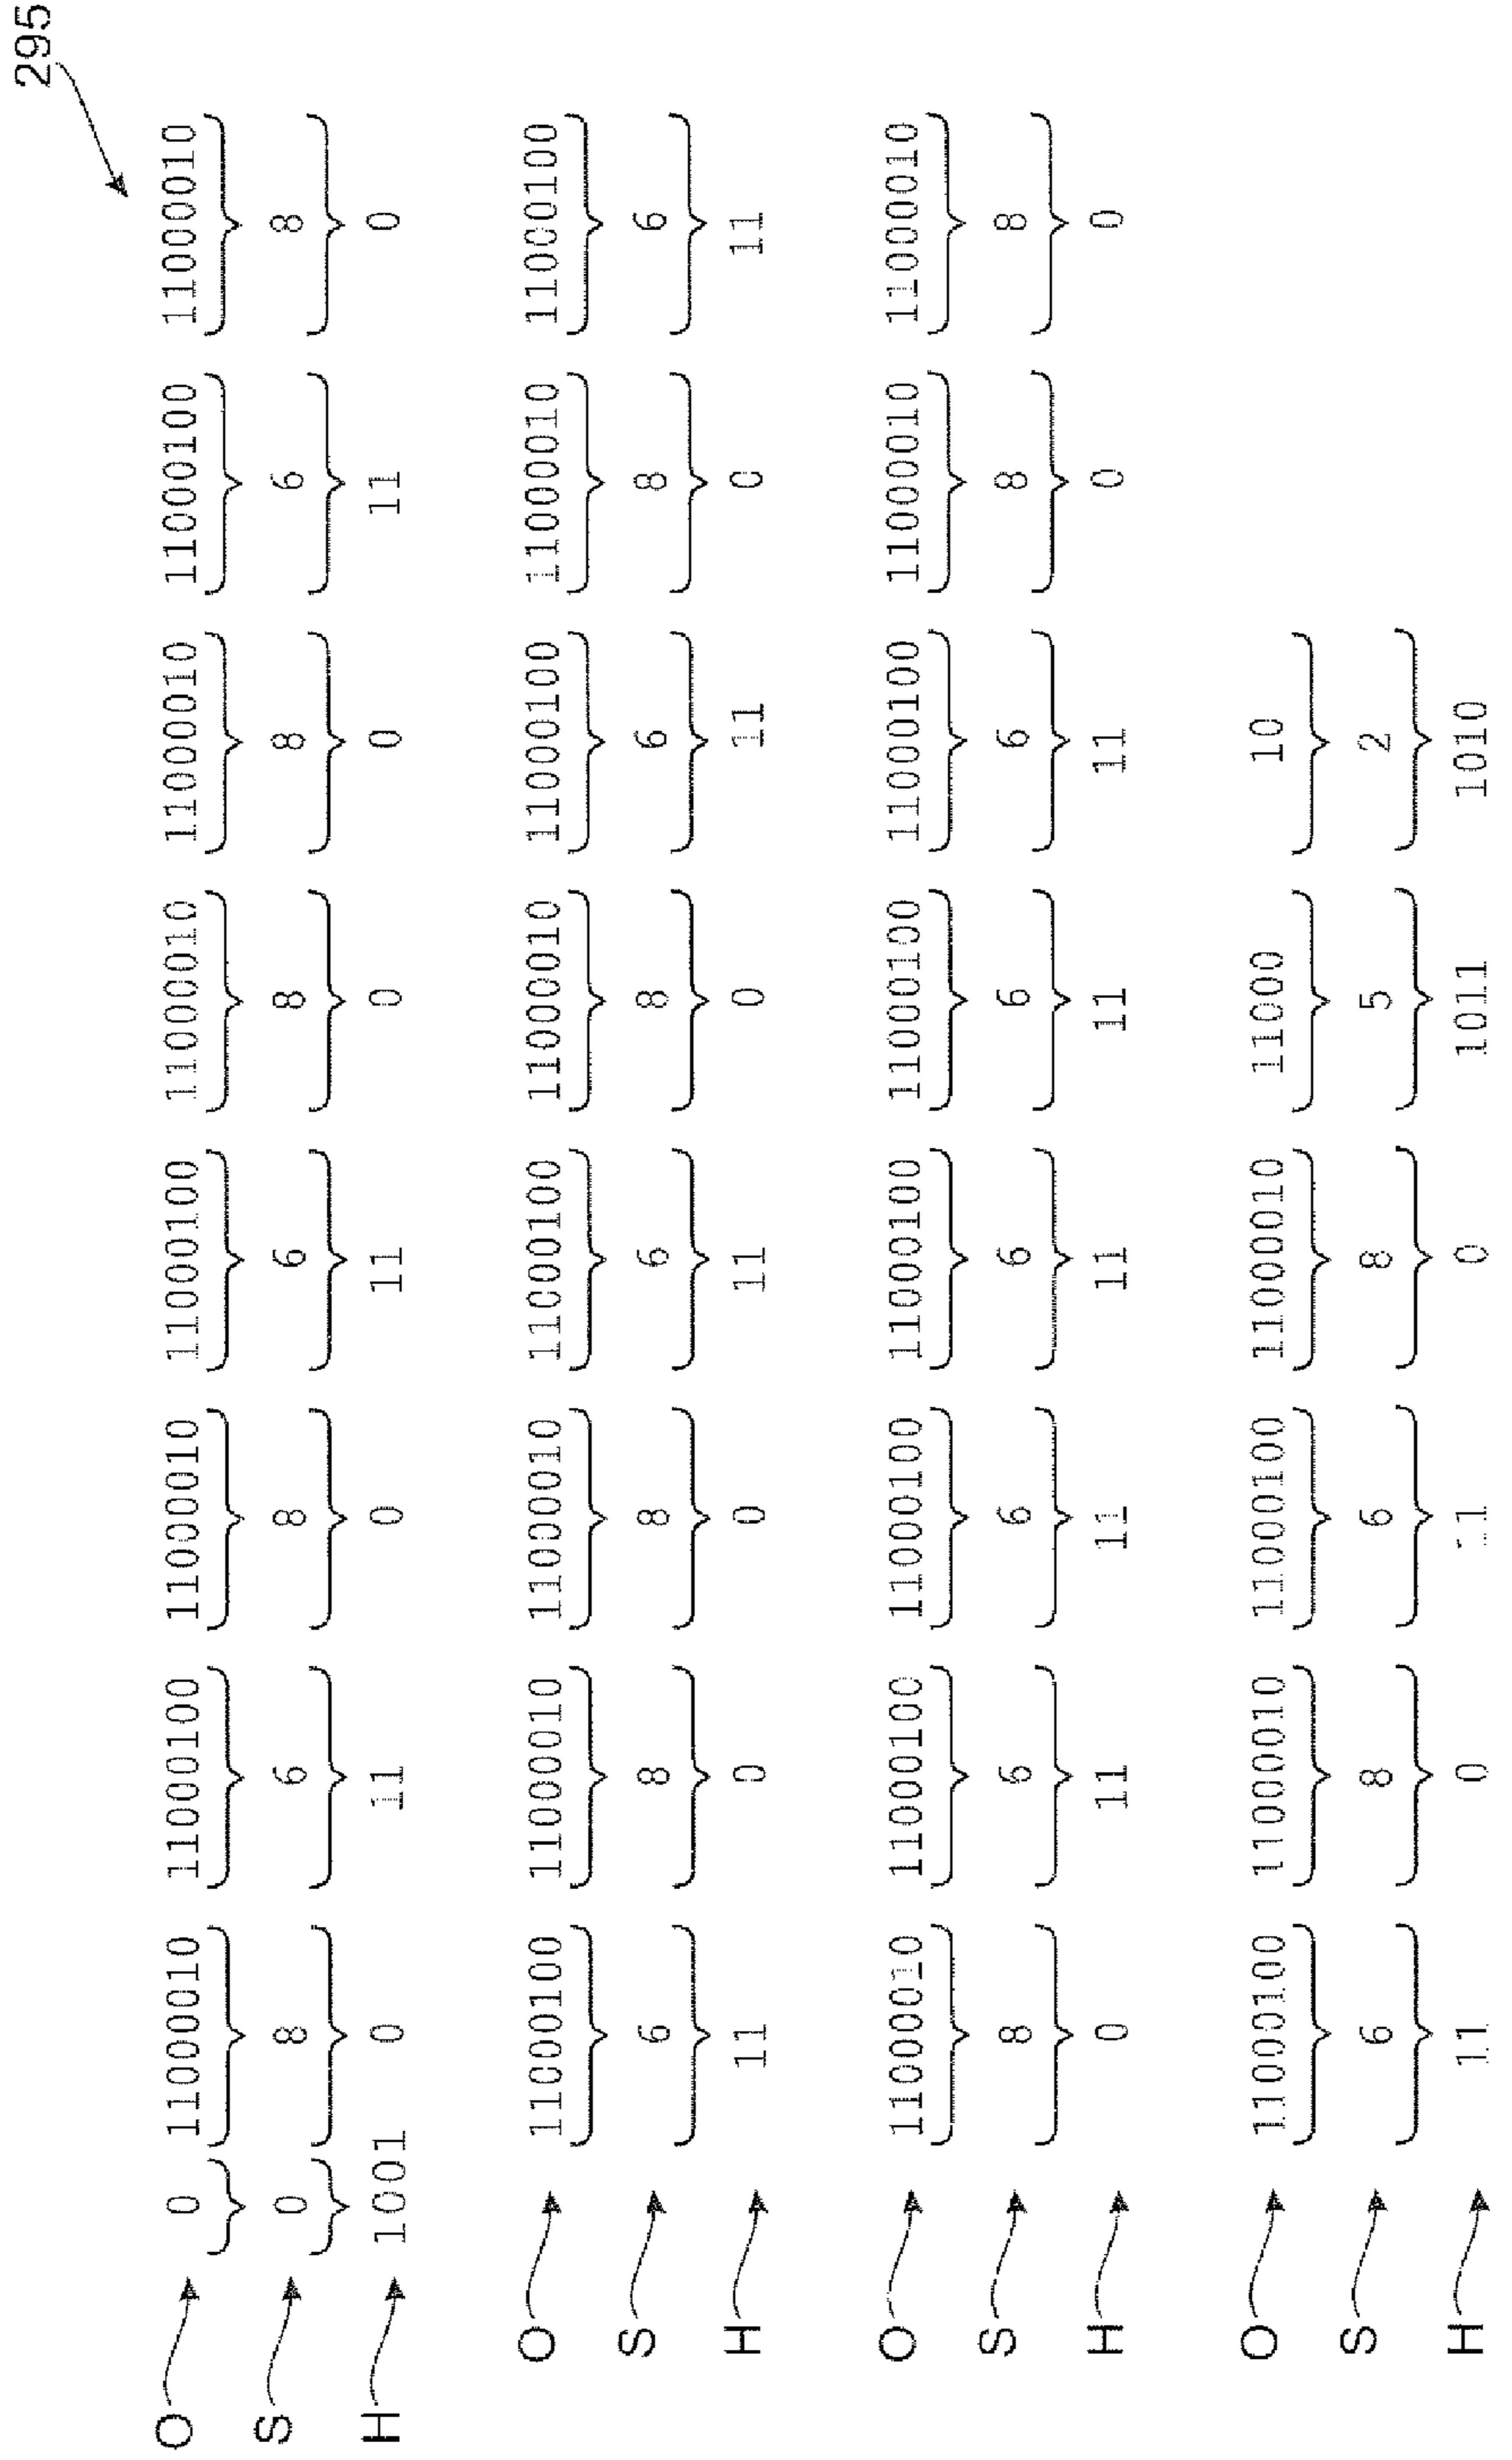 295
O 0 11000010 11000100 11000010 11000100 11000010 11000010 11000100 11000010
S 0 8 6 8 6 8 8 6 8
H 1001 0 11 0 11 0 0 11 0
O 11000100 11000010 11000010 11000100 11000010 11000100 11000010 11000100
S 6 8 8 6 8 6 8 6
H 11 0 0 11 0 11 0 11
O 11000010 11000100 11000100 11000100 11000100 11000100 11000010 11000010
S 8 6 6 6 6 6 8 8
H 0 11 11 11 11 11 0 0
O 11000100 11000010 11000100 11000010 11000 10
S 6 8 6 8 5 2
H 11 0 11 0 1011 1010